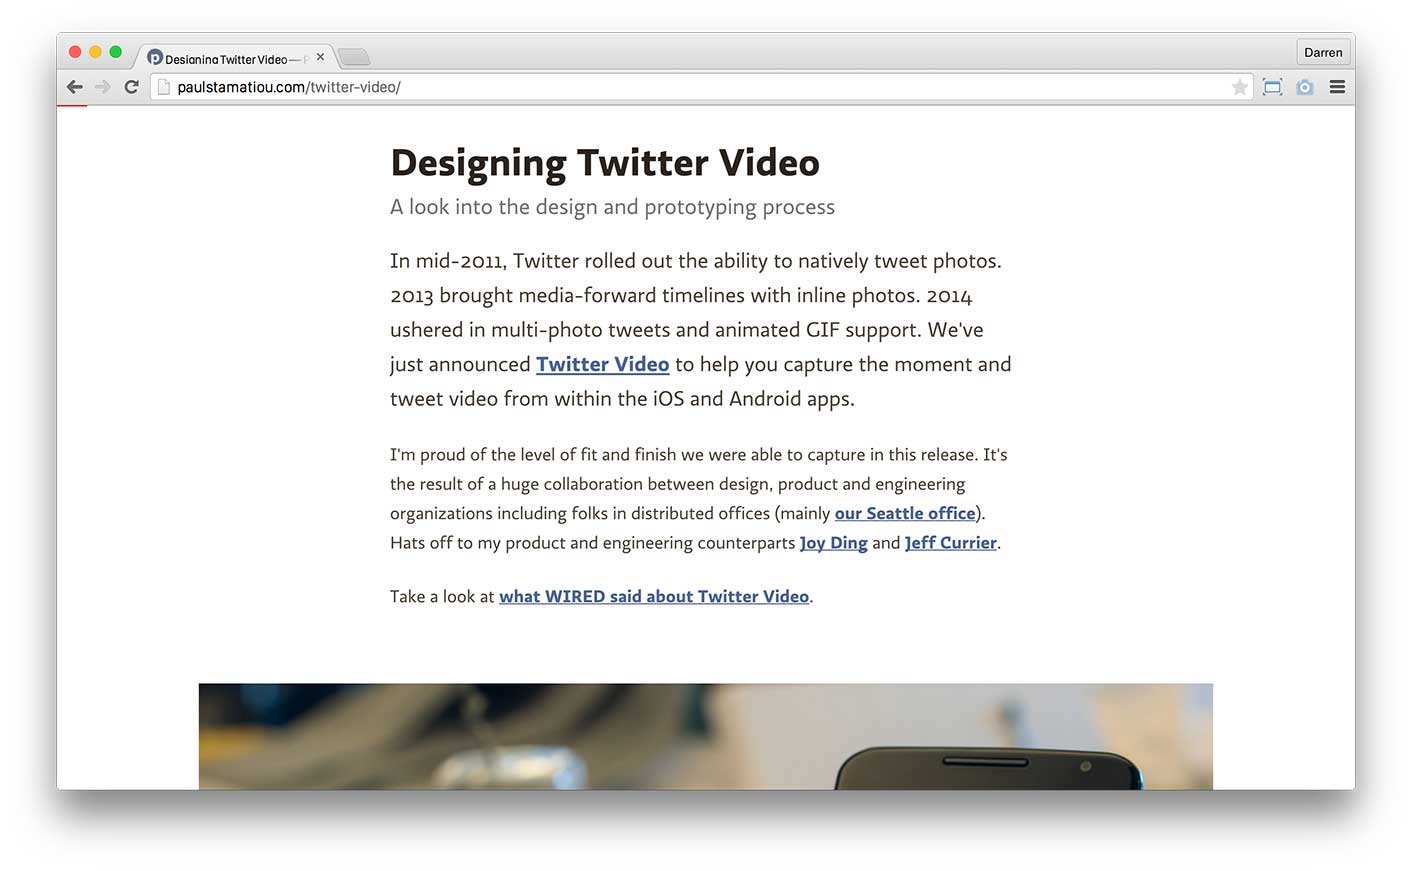 Designing Twitter Video — P
Darren
paulstamatiou.com/twitter-video/
Designing Twitter Video
A look into the design and prototyping process
In mid-2011, Twitter rolled out the ability to natively tweet photos.
2013 brought media-forward timelines with inline photos. 2014
ushered in multi-photo tweets and animated GIF support. We've
just announced Twitter Video to help you capture the moment and
tweet video from within the iOS and Android apps.
I'm proud of the level of fit and finish we were able to capture in this release. It's
the result of a huge collaboration between design, product and engineering
organizations including folks in distributed offices (mainly our Seattle office).
Hats off to my product and engineering counterparts Joy Ding and Jeff Currier.
Take a look at what WIRED said about Twitter Video.